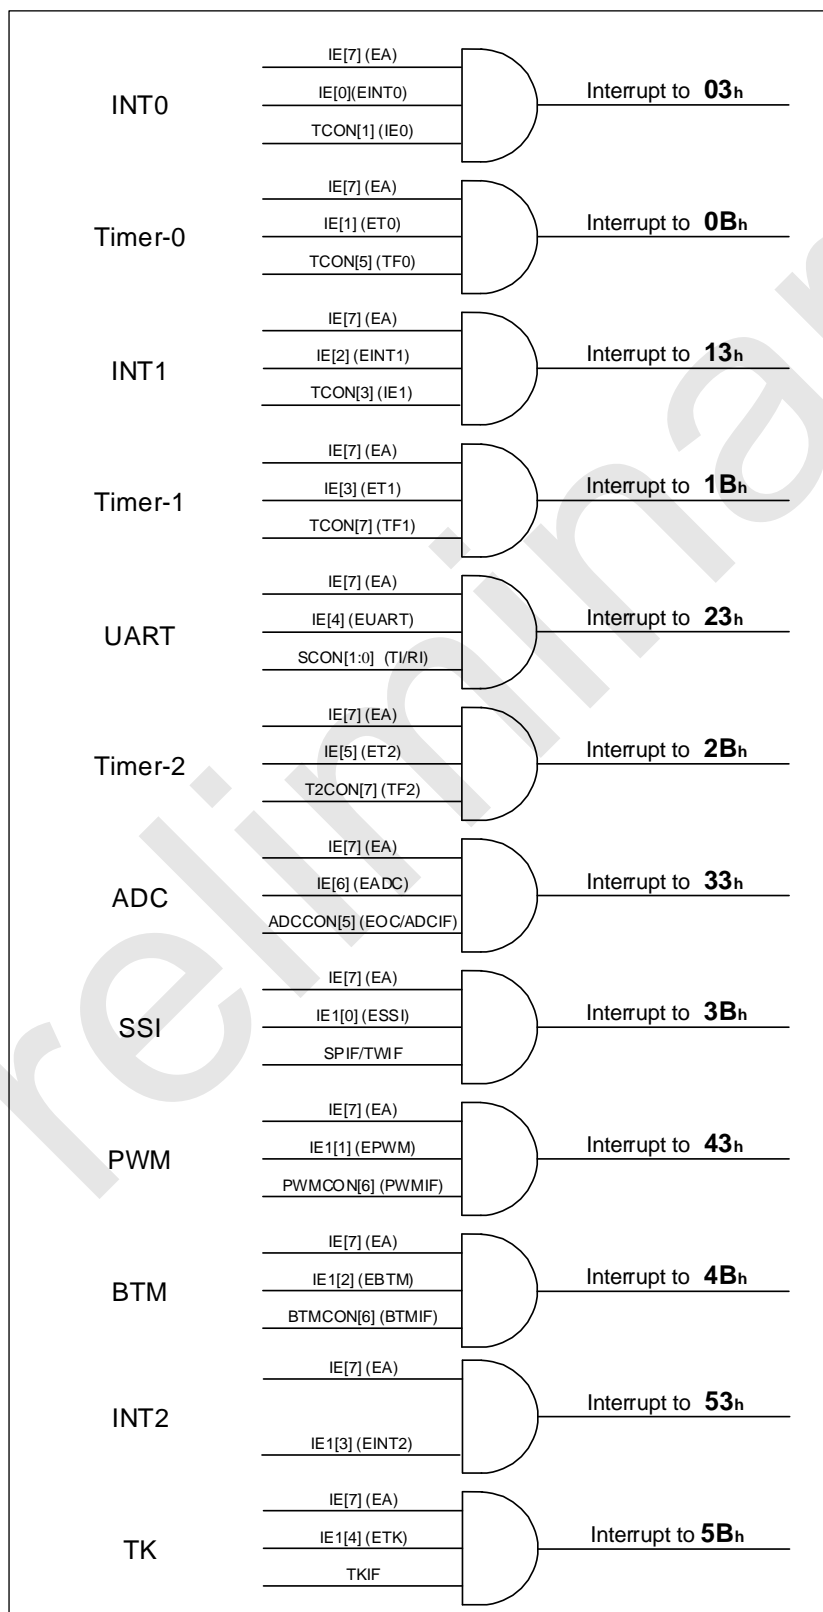 IE[7] (EA)
INT0
IE[0](EINT0)
Interrupt to 03h
TCON[1] (IE0)
IE[7] (EA)
Timer-0
IE[1] (ET0)
Interrupt to 0Bh
TCON[5] (TF0)
IE[7] (EA)
INT1
IE[2] (EINT1)
Interrupt to 13h
TCON[3] (IE1)
IE[7] (EA)
Timer-1
IE[3] (ET1)
Interrupt to 1Bh
TCON[7] (TF1)
IE[7] (EA)
UART
IE[4] (EUART)
Interrupt to 23h
SCON[1:0] (TI/RI)
IE[7] (EA)
Timer-2
IE[5] (ET2)
Interrupt to 2Bh
T2CON[7] (TF2)
IE[7] (EA)
ADC
IE[6] (EADC)
Interrupt to 33h
ADCCON[5] (EOC/ADCIF)
IE[7] (EA)
SSI
IE1[0] (ESSI)
Interrupt to 3Bh
SPIF/TWIF
IE[7] (EA)
PWM
IE1[1] (EPWM)
Interrupt to 43h
PWMCON[6] (PWMIF)
IE[7] (EA)
BTM
IE1[2] (EBTM)
Interrupt to 4Bh
BTMCON[6] (BTMIF)
IE[7] (EA)
INT2
Interrupt to 53h
IE1[3] (EINT2)
IE[7] (EA)
TK
IE1[4] (ETK)
Interrupt to 5Bh
TKIF
relimina